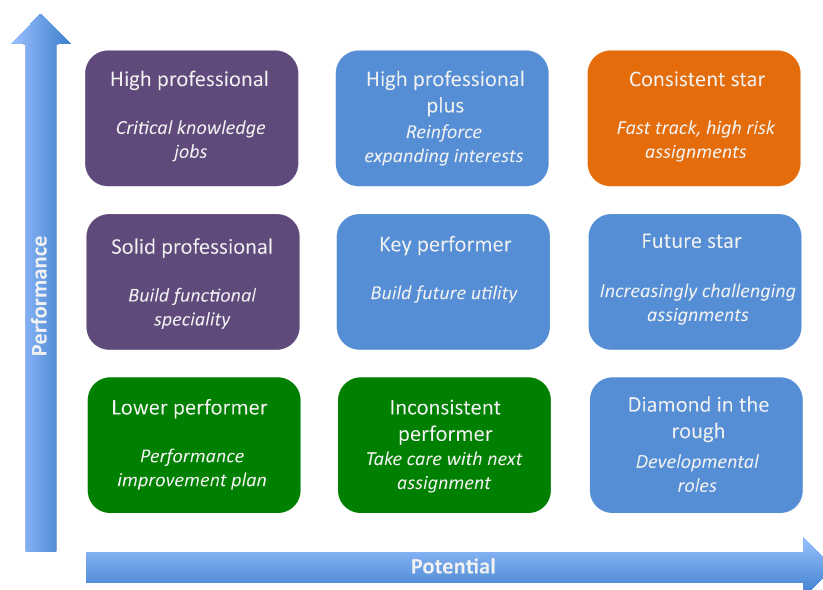 High professional
Critical knowledge
jobs
High professional
plus
Reinforce
expanding interests
Consistent star
Fast track, high risk
assignments
Solid professional
Build functional
speciality
Key performer
Build future utility
Future star
Increasingly challenging
assignments
Lower performer
Performance
improvement plan
Inconsistent
performer
Take care with next
assignment
Diamond in the
rough
Developmental
roles
Performance
Potential